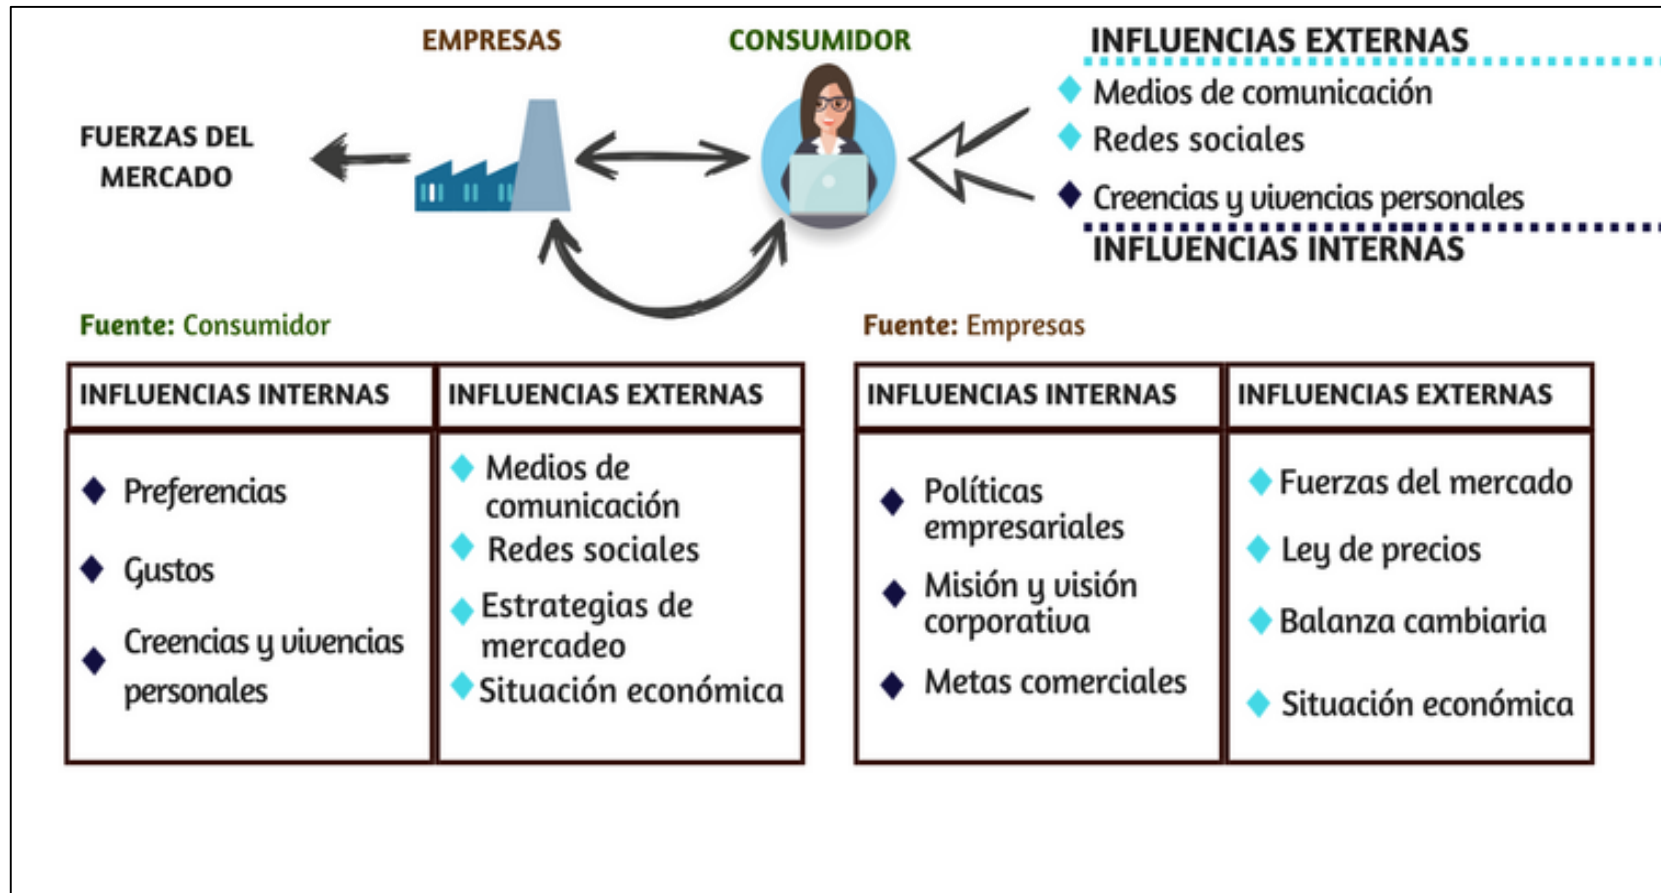 EMPRESAS
CONSUMIDOR
INFLUENCIAS EXTERNAS
Medios de comunicación
Redes sociales
Creencias y vivencias personales
INFLUENCIAS INTERNAS
FUERZAS DEL
MERCADO
Fuente: Consumidor
INFLUENCIAS INTERNAS
Preferencias
Gustos
Creencias y vivencias
personales
INFLUENCIAS EXTERNAS
Medios de
comunicación
Redes sociales
Estrategias de
mercadeo
Situación económica
Fuente: Empresas
INFLUENCIAS INTERNAS
Políticas
empresariales
Misión y visión
corporativa
Metas comerciales
INFLUENCIAS EXTERNAS
Fuerzas del mercado
Ley de precios
Balanza cambiaria
Situación económica